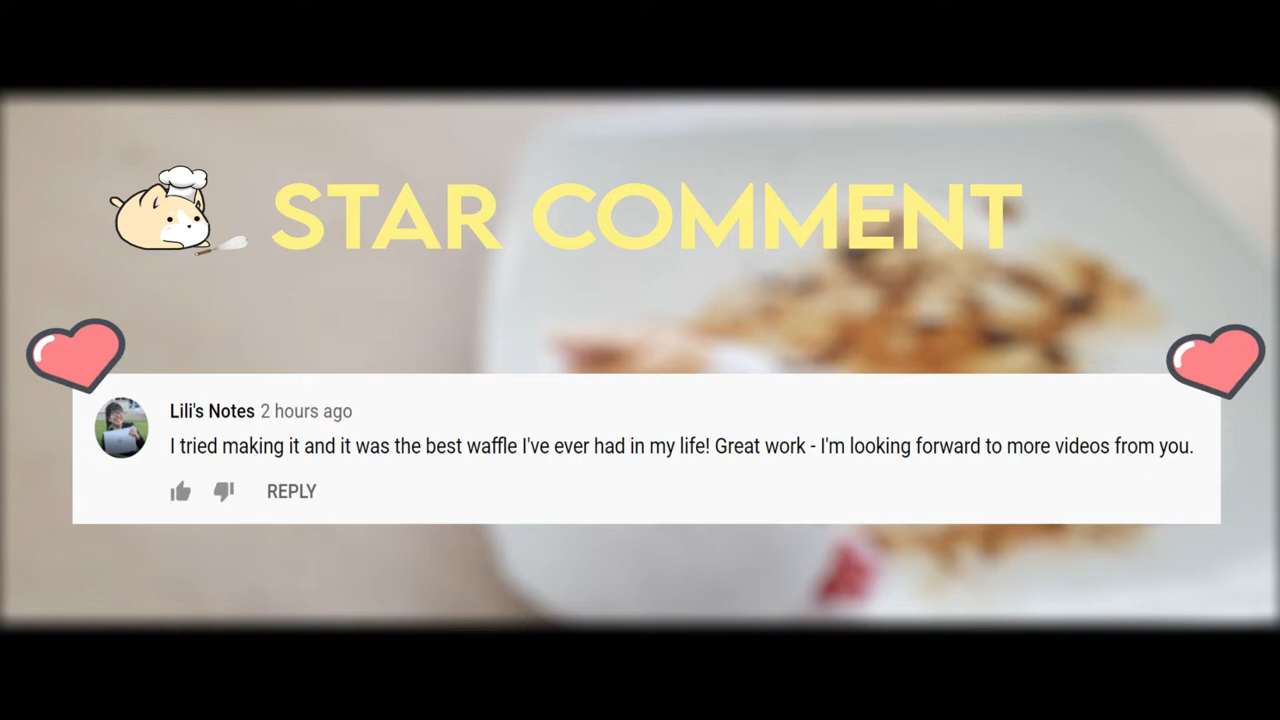 STAR COMMENT
Lili's Notes 2 hours ago
I tried making it and it was the best waffle I've ever had in my life! Great work - I'm looking forward to more videos from you.
REPLY